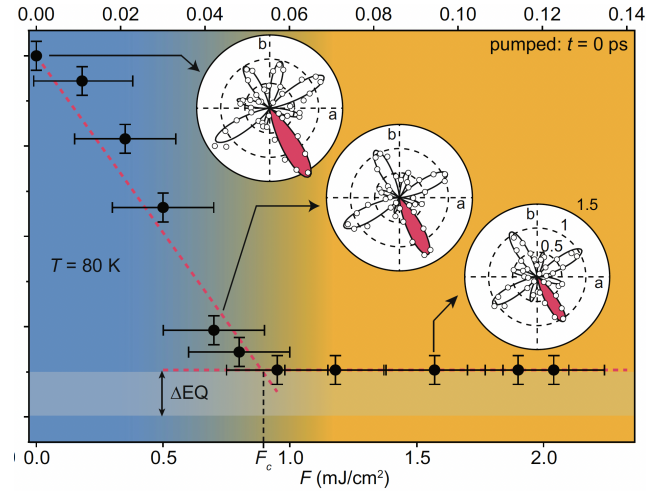 0.00 0.02 0.04 0.06 0.08 0.10 0.12 0.14
pumped: t = 0 ps
b
a
b
a
1.5
b
1
0.5
a
T = 80 K
ΔEQ
0.0 0.5 Fc 1.0 1.5 2.0
F (mJ/cm²)